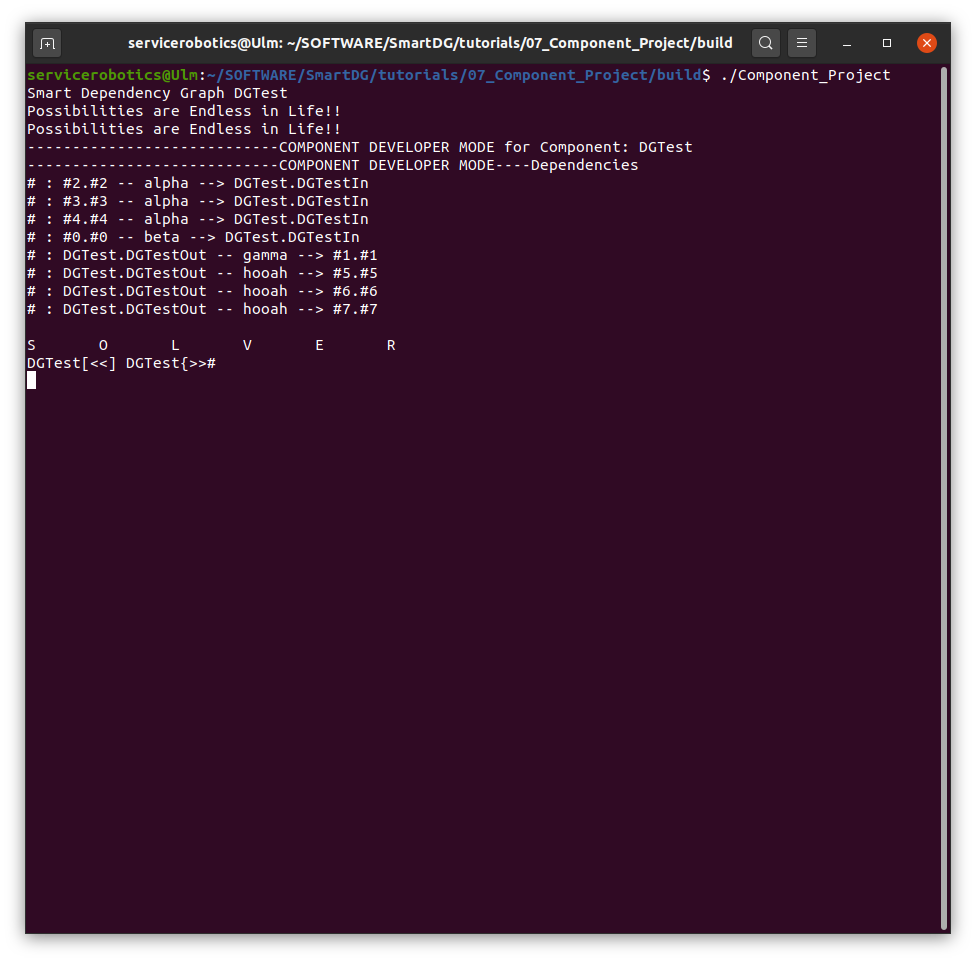 servicerobotics@Ulm: ~/SOFTWARE/SmartDG/tutorials/07_Component_Project/build
servicerobotics@Ulm:~/SOFTWARE/SmartDG/tutorials/07_Component_Project/build$ ./Component_Project
Smart Dependency Graph DGTest
Possibilities are Endless in Life!!
Possibilities are Endless in Life!!
----------------------------COMPONENT DEVELOPER MODE for Component: DGTest
----------------------------COMPONENT DEVELOPER MODE----Dependencies
# : #2.#2 -- alpha --> DGTest.DGTestIn
# : #3.#3 -- alpha --> DGTest.DGTestIn
# : #4.#4 -- alpha --> DGTest.DGTestIn
# : #0.#0 -- beta --> DGTest.DGTestIn
# : DGTest.DGTestOut -- gamma --> #1.#1
# : DGTest.DGTestOut -- hooah --> #5.#5
# : DGTest.DGTestOut -- hooah --> #6.#6
# : DGTest.DGTestOut -- hooah --> #7.#7
S       O       L       V       E       R
DGTest[<<] DGTest{>>#